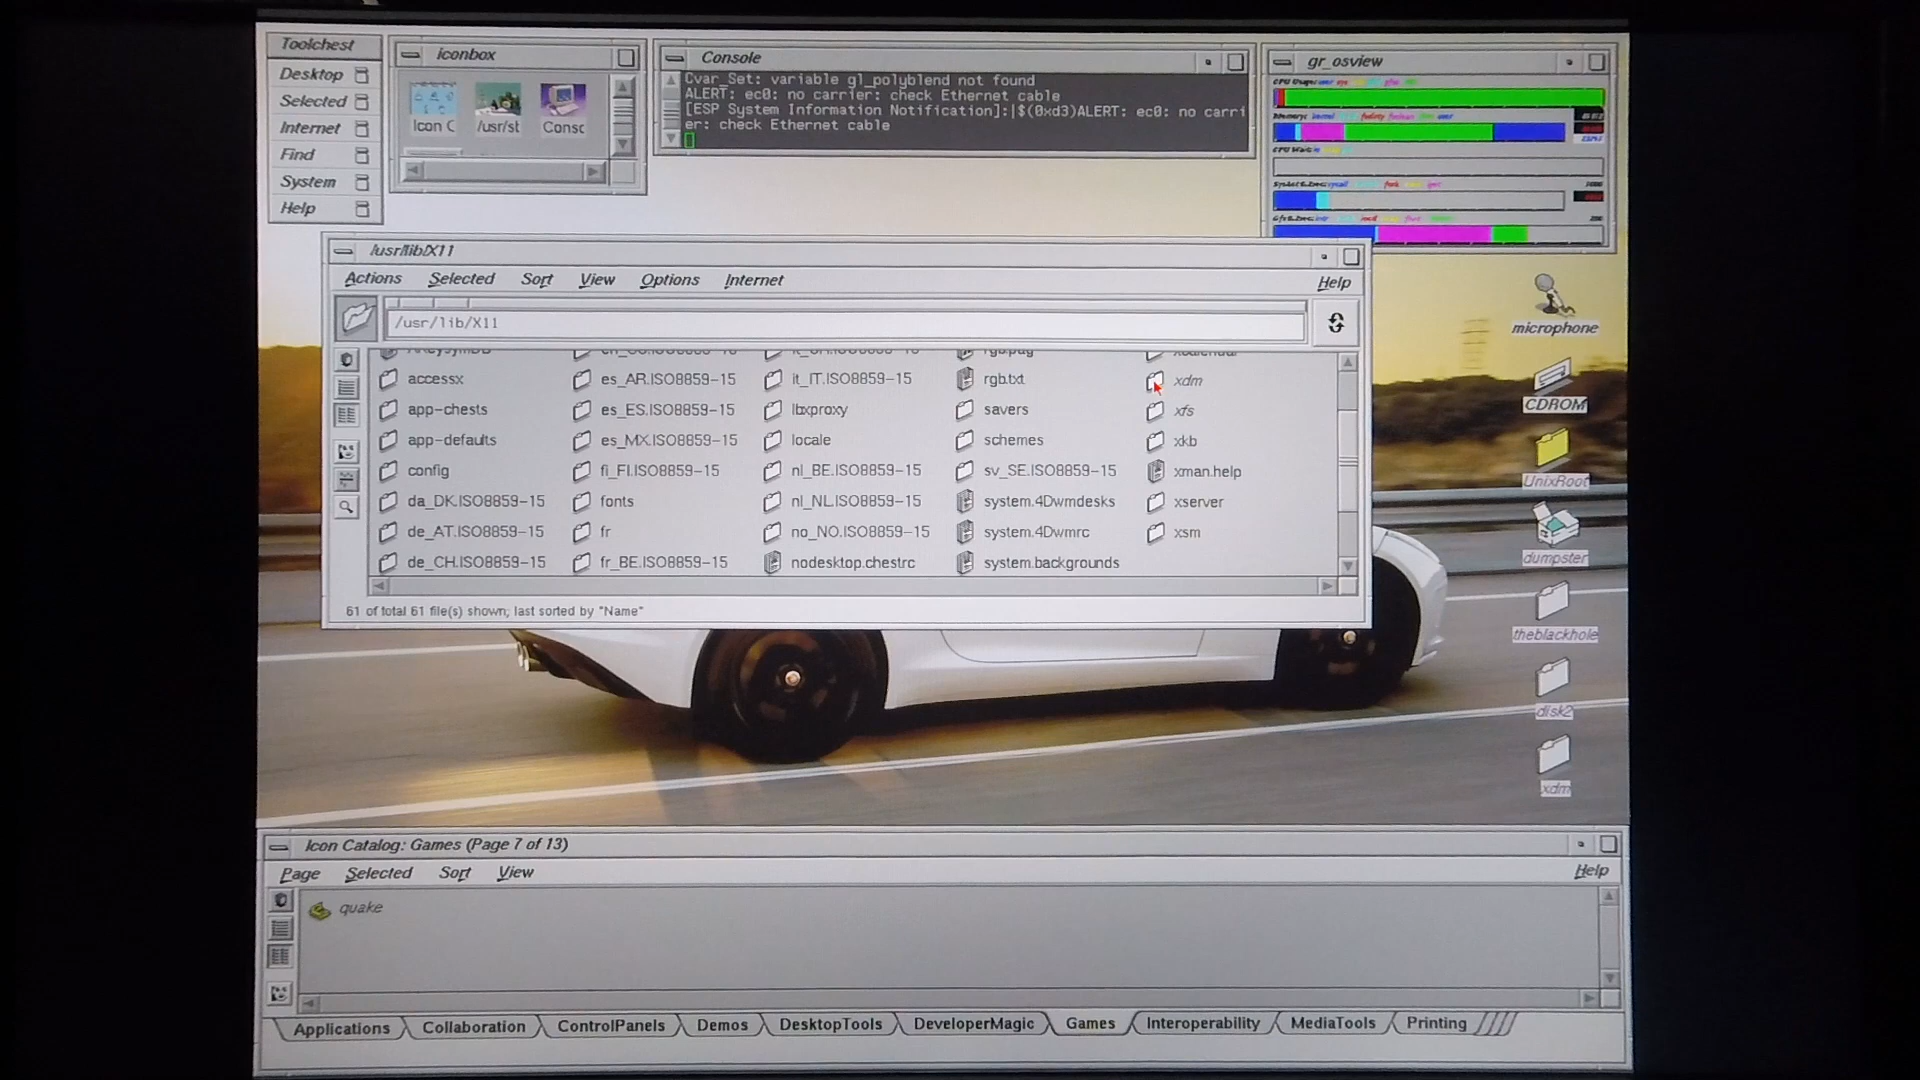 Toolchest
Desktop
Selected
Internet
Find
System
Help
iconbox
Icon C
/usr/st
Consc
Console
Cvar_Set: variable gl_polyblend not found
ALERT: ec0: no carrier: check Ethernet cable
[ESP System Information Notification]:|$(0xd3)ALERT: ec0: no carri
er: check Ethernet cable
gr_osview
/usr/lib/X11
Actions Selected Sort View Options Internet Help
/usr/lib/X11
accessx es_AR.ISO8859-15 it_IT.ISO8859-15 rgb.txt xdm
app-chests es_ES.ISO8859-15 lbxproxy savers xfs
app-defaults es_MX.ISO8859-15 locale schemes xkb
config fi_FI.ISO8859-15 nl_BE.ISO8859-15 sv_SE.ISO8859-15 xman.help
da_DK.ISO8859-15 fonts nl_NL.ISO8859-15 system.4Dwmdesks xserver
de_AT.ISO8859-15 fr no_NO.ISO8859-15 system.4Dwmrc xsm
de_CH.ISO8859-15 fr_BE.ISO8859-15 nodesktop.chestrc system.backgrounds
61 of total 61 file(s) shown; last sorted by "Name"
microphone
CDROM
UnixRoot
dumpster
theblackhole
disk2
xdm
Icon Catalog: Games (Page 7 of 13)
Page Selected Sort View Help
quake
Applications Collaboration ControlPanels Demos DesktopTools DeveloperMagic Games Interoperability MediaTools Printing